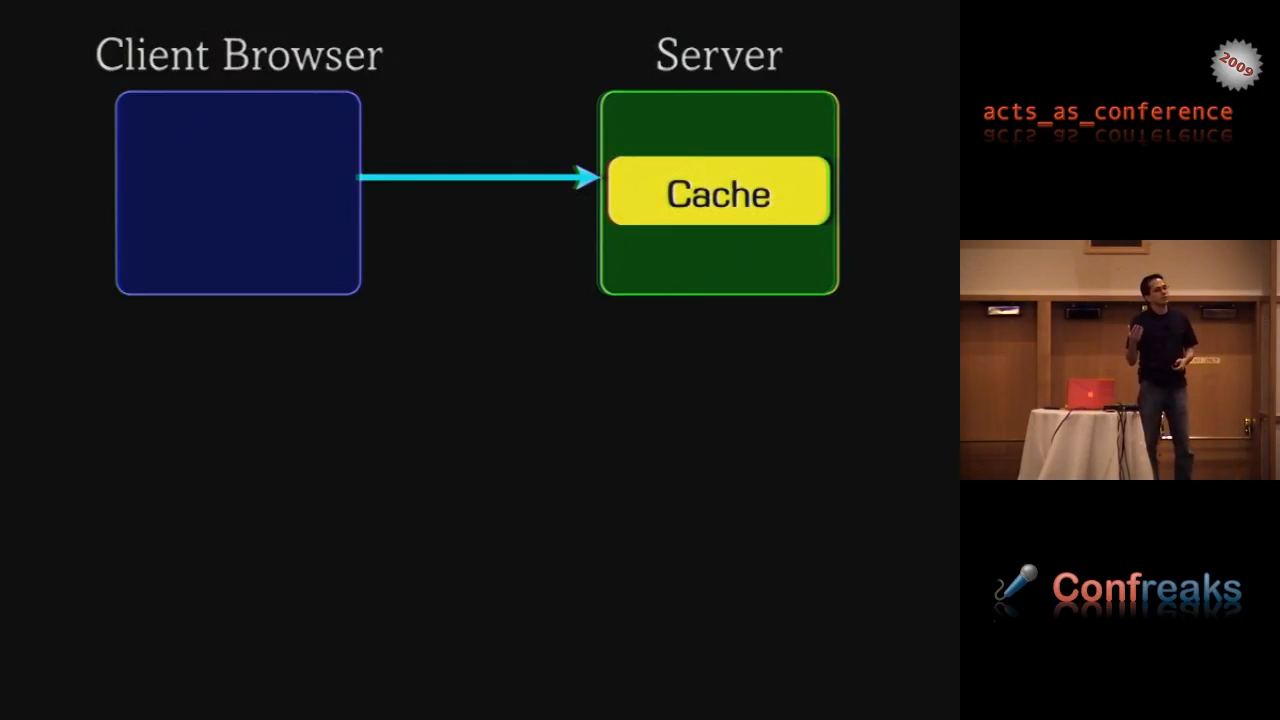 Client Browser
Server
Cache
2009
acts_as_conference
Confreaks